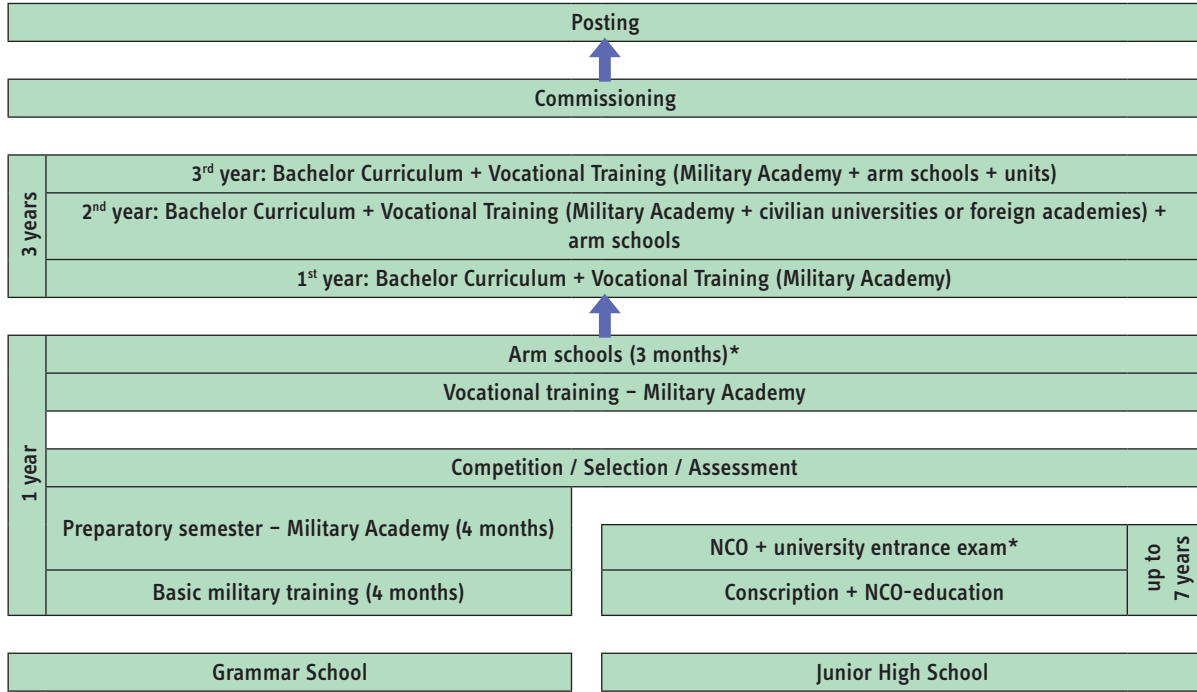 Posting
Commissioning
3 years
3rd year: Bachelor Curriculum + Vocational Training (Military Academy + arm schools + units)
2nd year: Bachelor Curriculum + Vocational Training (Military Academy + civilian universities or foreign academies) +
arm schools
1st year: Bachelor Curriculum + Vocational Training (Military Academy)
1 year
Arm schools (3 months)*
Vocational training – Military Academy
Competition / Selection / Assessment
Preparatory semester – Military Academy (4 months)
Basic military training (4 months)
NCO + university entrance exam*
Conscription + NCO-education
up to
7 years
Grammar School
Junior High School